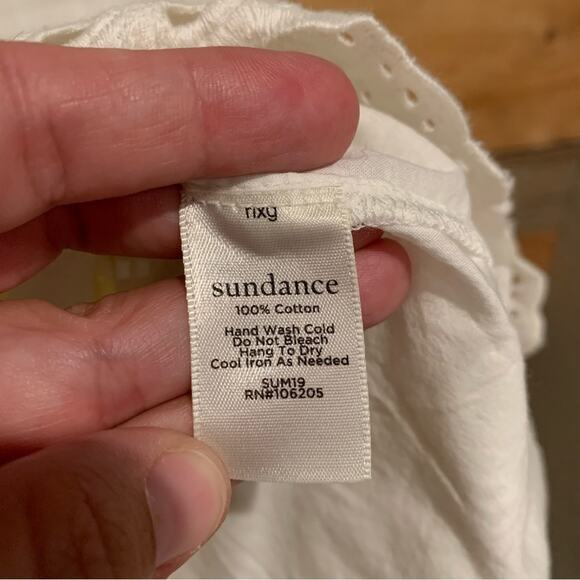 rixy
sundance
100% Cotton
Hand Wash Cold
Do Not Bleach
Hang To Dry
Cool Iron As Needed
SUM19
RN#106205